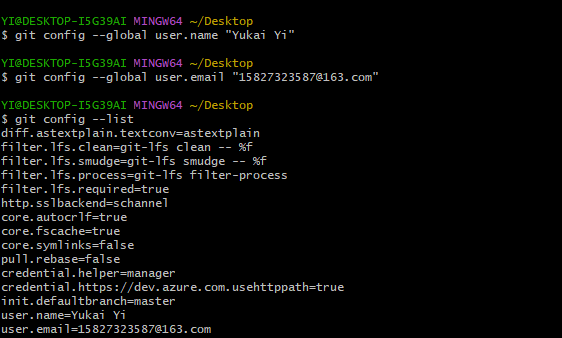 YI@DESKTOP-I5G39AI MINGW64 ~/Desktop
$ git config --global user.name "Yukai Yi"
YI@DESKTOP-I5G39AI MINGW64 ~/Desktop
$ git config --global user.email "15827323587@163.com"
YI@DESKTOP-I5G39AI MINGW64 ~/Desktop
$ git config --list
diff.astextplain.textconv=astextplain
filter.lfs.clean=git-lfs clean -- %f
filter.lfs.smudge=git-lfs smudge -- %f
filter.lfs.process=git-lfs filter-process
filter.lfs.required=true
http.sslbackend=schannel
core.autocrlf=true
core.fscache=true
core.symlinks=false
pull.rebase=false
credential.helper=manager
credential.https://dev.azure.com.usehttppath=true
init.defaultbranch=master
user.name=Yukai Yi
user.email=15827323587@163.com